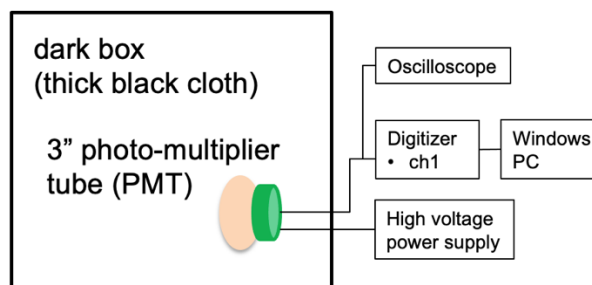 dark box
(thick black cloth)
3” photo-multiplier
tube (PMT)
Oscilloscope
Digitizer
• ch1
Windows
PC
High voltage
power supply